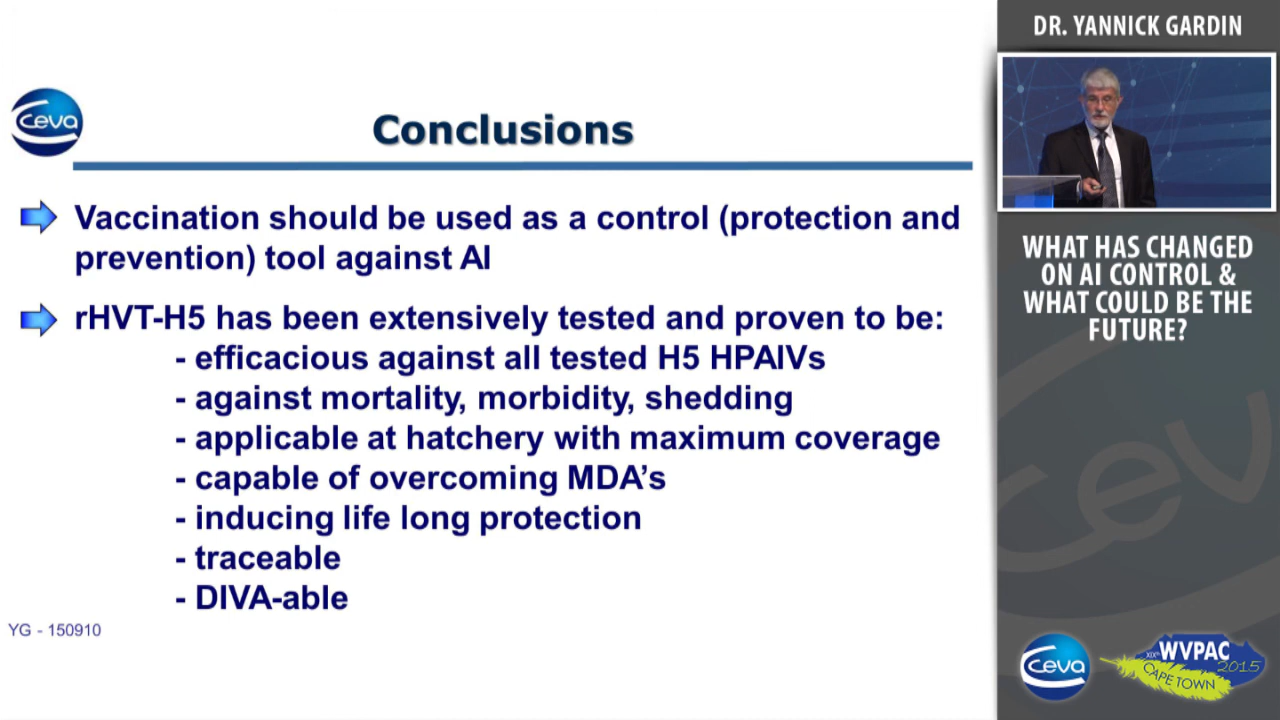 ceva
Conclusions
Vaccination should be used as a control (protection and
prevention) tool against AI
rHVT-H5 has been extensively tested and proven to be:
- efficacious against all tested H5 HPAIVs
- against mortality, morbidity, shedding
- applicable at hatchery with maximum coverage
- capable of overcoming MDA’s
- inducing life long protection
- traceable
- DIVA-able
YG - 150910
DR. YANNICK GARDIN
WHAT HAS CHANGED
ON AI CONTROL &
WHAT COULD BE THE
FUTURE?
ceva
ceva
XIXth WVPAC
2015
CAPE TOWN